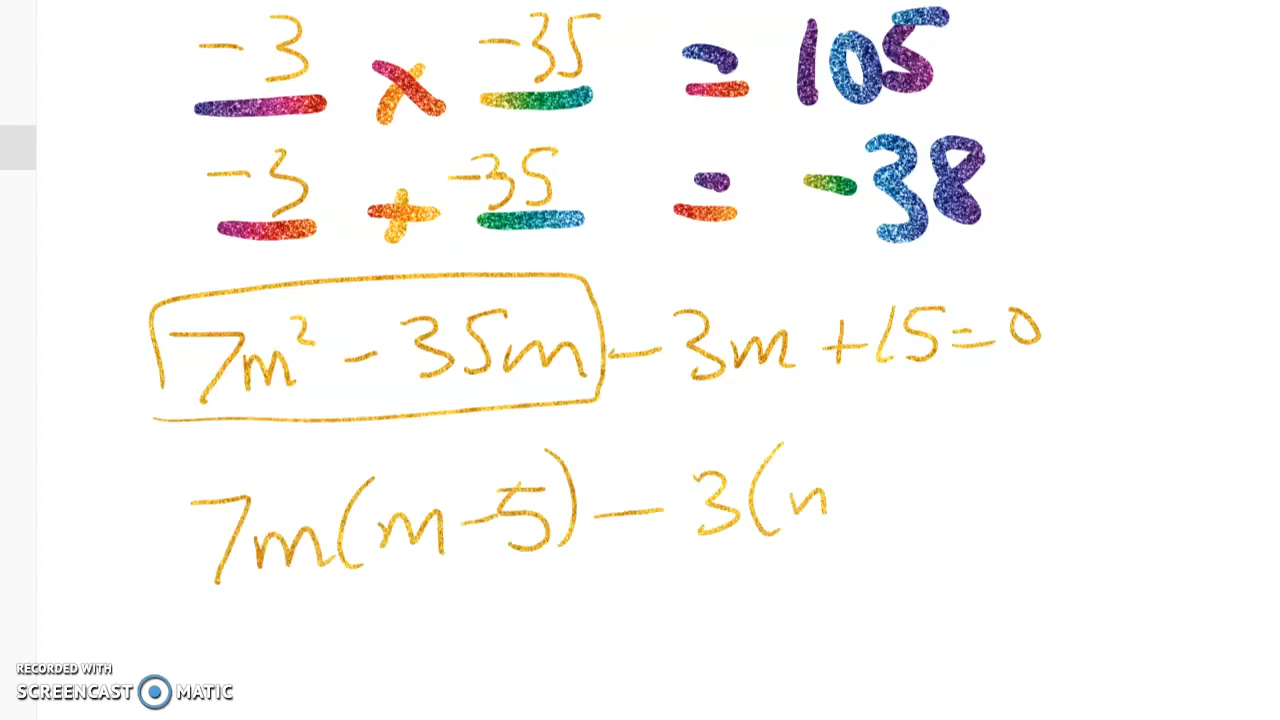 -3 × -35 = 105
-3 + -35 = -38
7m² - 35m - 3m + 15 = 0
7m(m - 5) - 3(n
RECORDED WITH
SCREENCAST MATIC